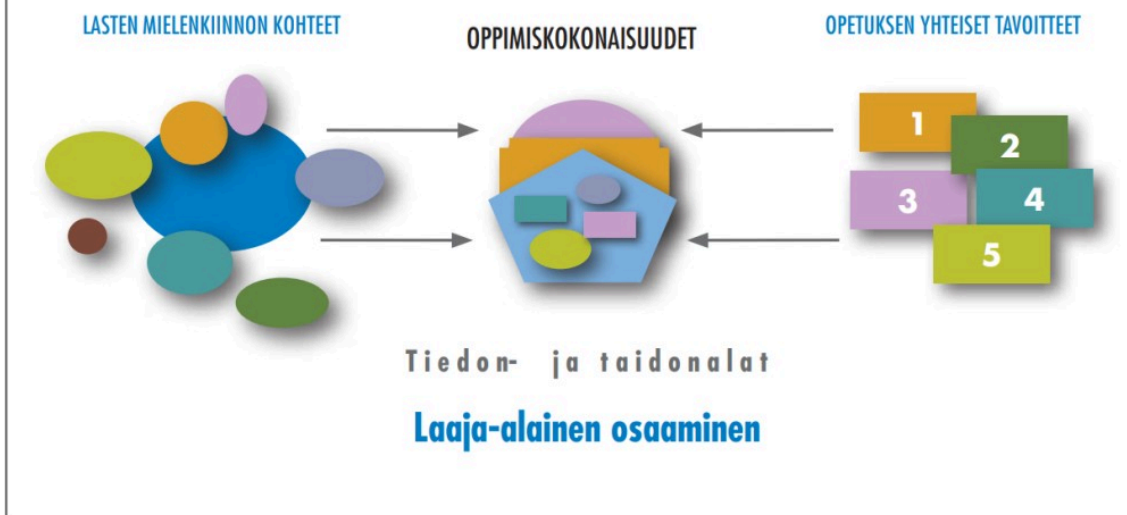 LASTEN MIELENKIINNON KOHTEET
OPPIMISKOKONAISUUDET
OPETUKSEN YHTEISET TAVOITTEET
1
2
3
4
5
Tiedon- ja taidonalat
Laaja-alainen osaaminen